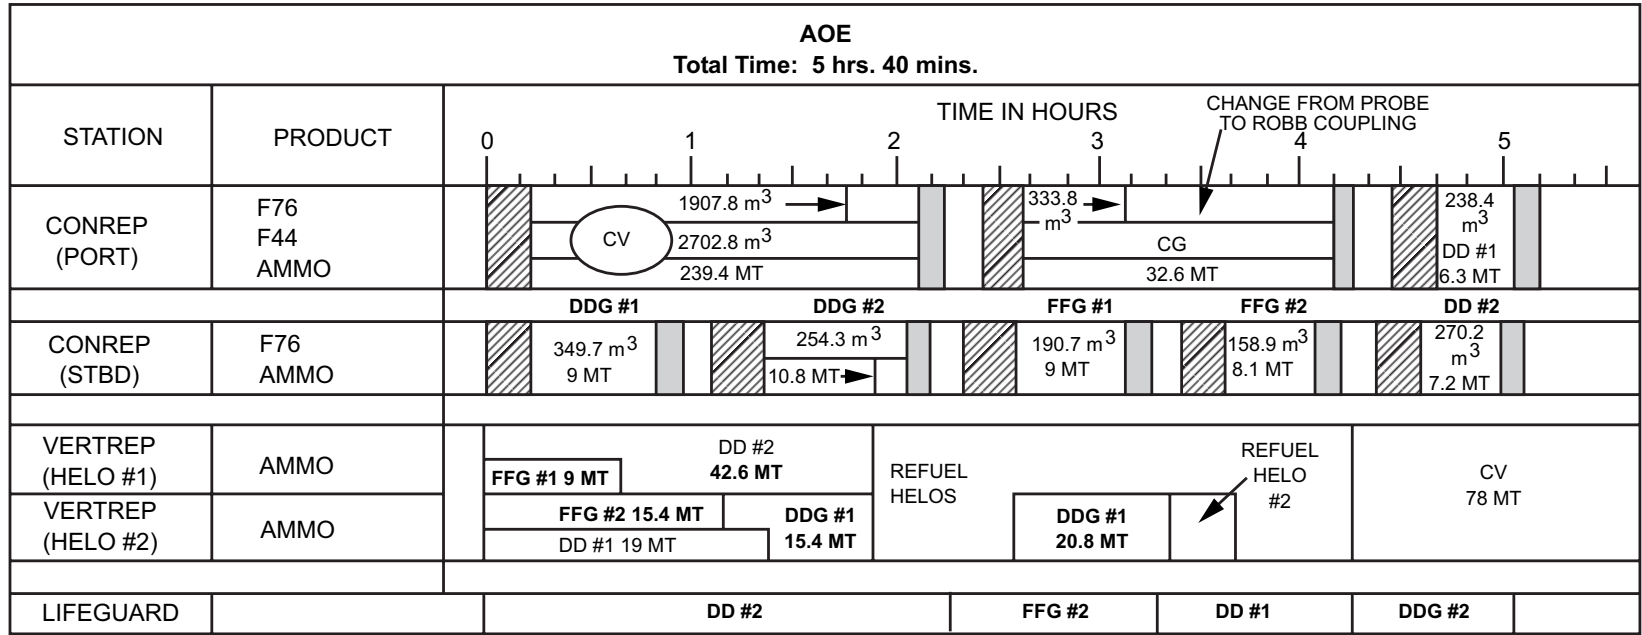 AOE
Total Time: 5 hrs. 40 mins.
STATION
PRODUCT
TIME IN HOURS
CHANGE FROM PROBE
TO ROBB COUPLING
0 1 2 3 4 5
CONREP
(PORT)
F76
F44
AMMO
1907.8 m3
CV
2702.8 m3
239.4 MT
333.8
m3
CG
32.6 MT
238.4
m3
DD #1
6.3 MT
DDG #1 DDG #2 FFG #1 FFG #2 DD #2
CONREP
(STBD)
F76
AMMO
349.7 m3
9 MT
254.3 m3
10.8 MT
190.7 m3
9 MT
158.9 m3
8.1 MT
270.2
m3
7.2 MT
VERTREP
(HELO #1)
AMMO
DD #2
42.6 MT
FFG #1 9 MT
REFUEL
HELOS
REFUEL
HELO
#2
CV
78 MT
VERTREP
(HELO #2)
AMMO
FFG #2 15.4 MT
DD #1 19 MT
DDG #1
15.4 MT
DDG #1
20.8 MT
LIFEGUARD
DD #2 FFG #2 DD #1 DDG #2